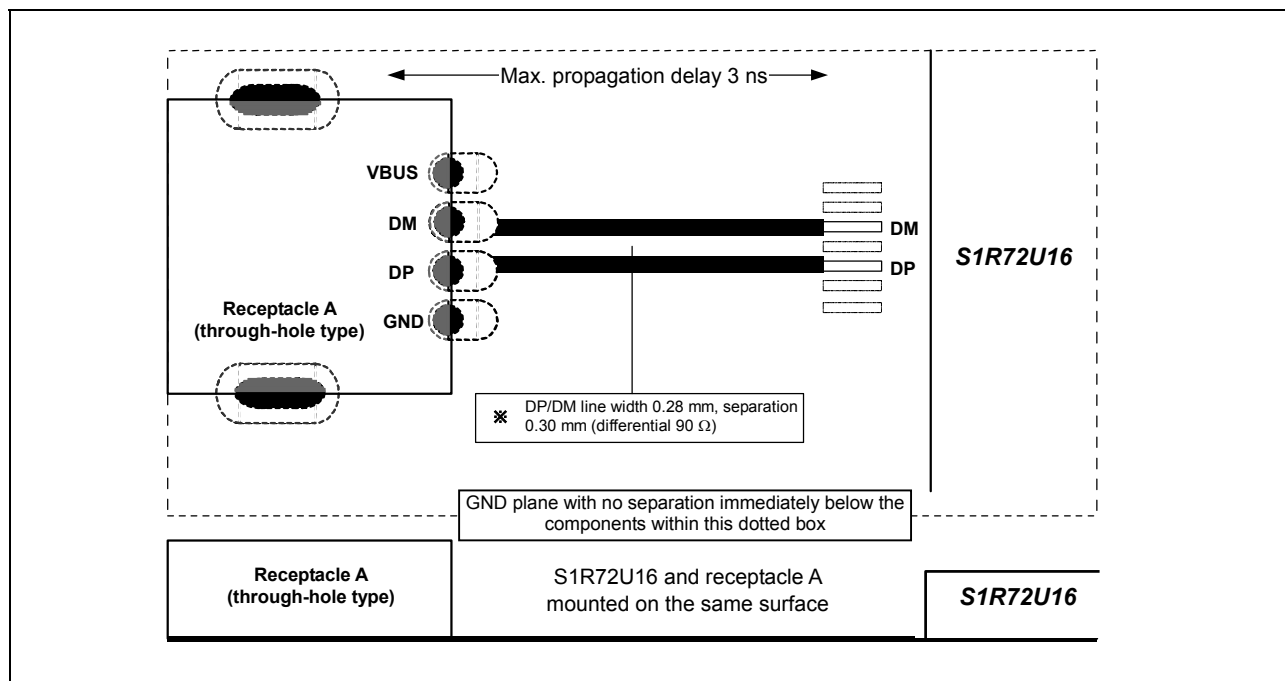 Max. propagation delay 3 ns
VBUS
DM
DP
GND
Receptacle A
(through-hole type)
DM
DP
S1R72U16
※ DP/DM line width 0.28 mm, separation
0.30 mm (differential 90 Ω)
GND plane with no separation immediately below the
components within this dotted box
Receptacle A
(through-hole type)
S1R72U16 and receptacle A
mounted on the same surface
S1R72U16